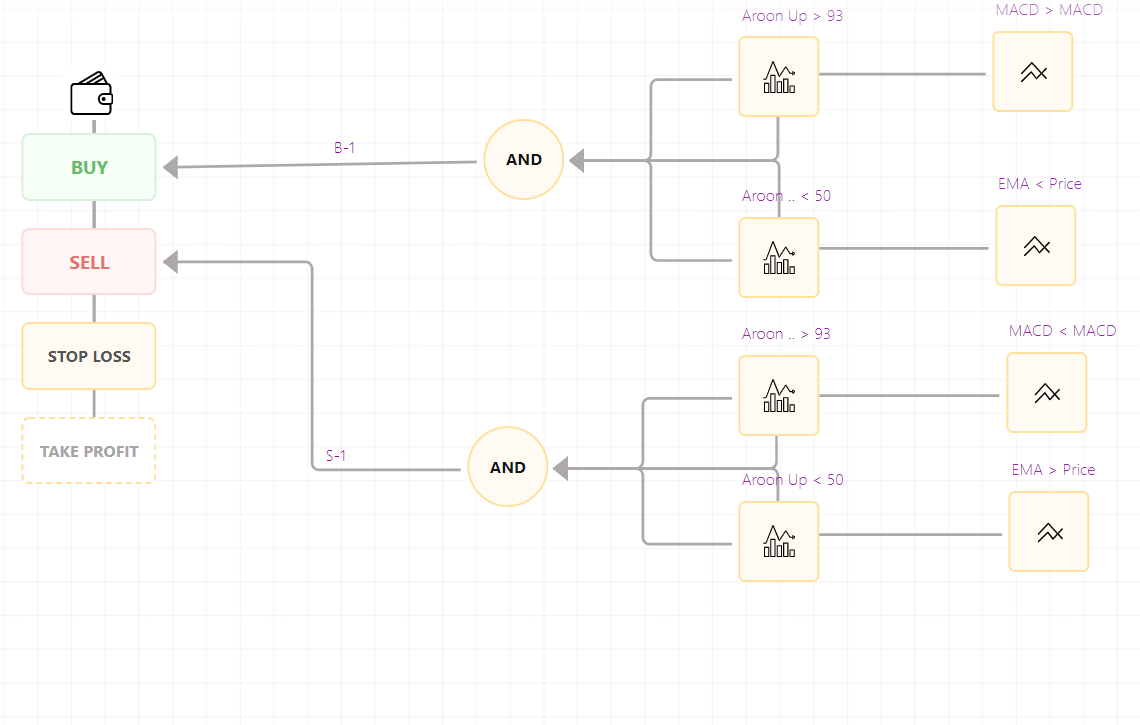 Aroon Up > 93
MACD > MACD
BUY
B-1
AND
Aroon .. < 50
EMA < Price
SELL
STOP LOSS
Aroon .. > 93
MACD < MACD
TAKE PROFIT
S-1
AND
Aroon Up < 50
EMA > Price